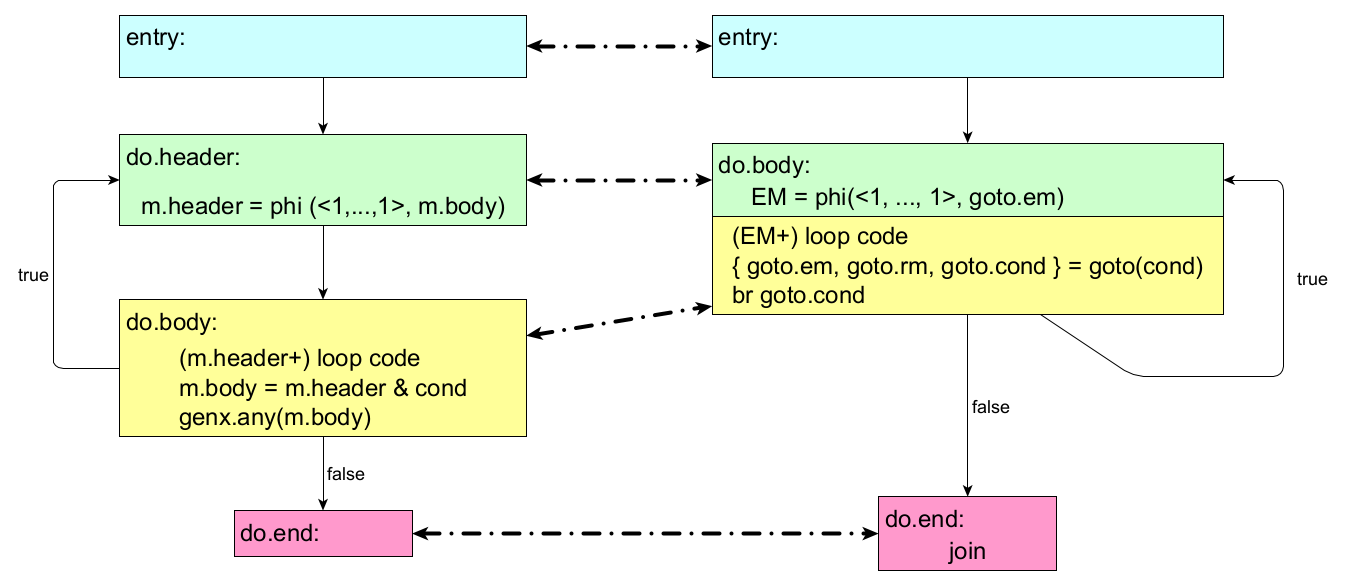 entry:
do.header:
m.header = phi (<1,...,1>, m.body)
true
do.body:
(m.header+) loop code
m.body = m.header & cond
genx.any(m.body)
false
do.end:
entry:
do.body:
EM = phi(<1, ..., 1>, goto.em)
(EM+) loop code
{ goto.em, goto.rm, goto.cond } = goto(cond)
br goto.cond
true
false
do.end:
join